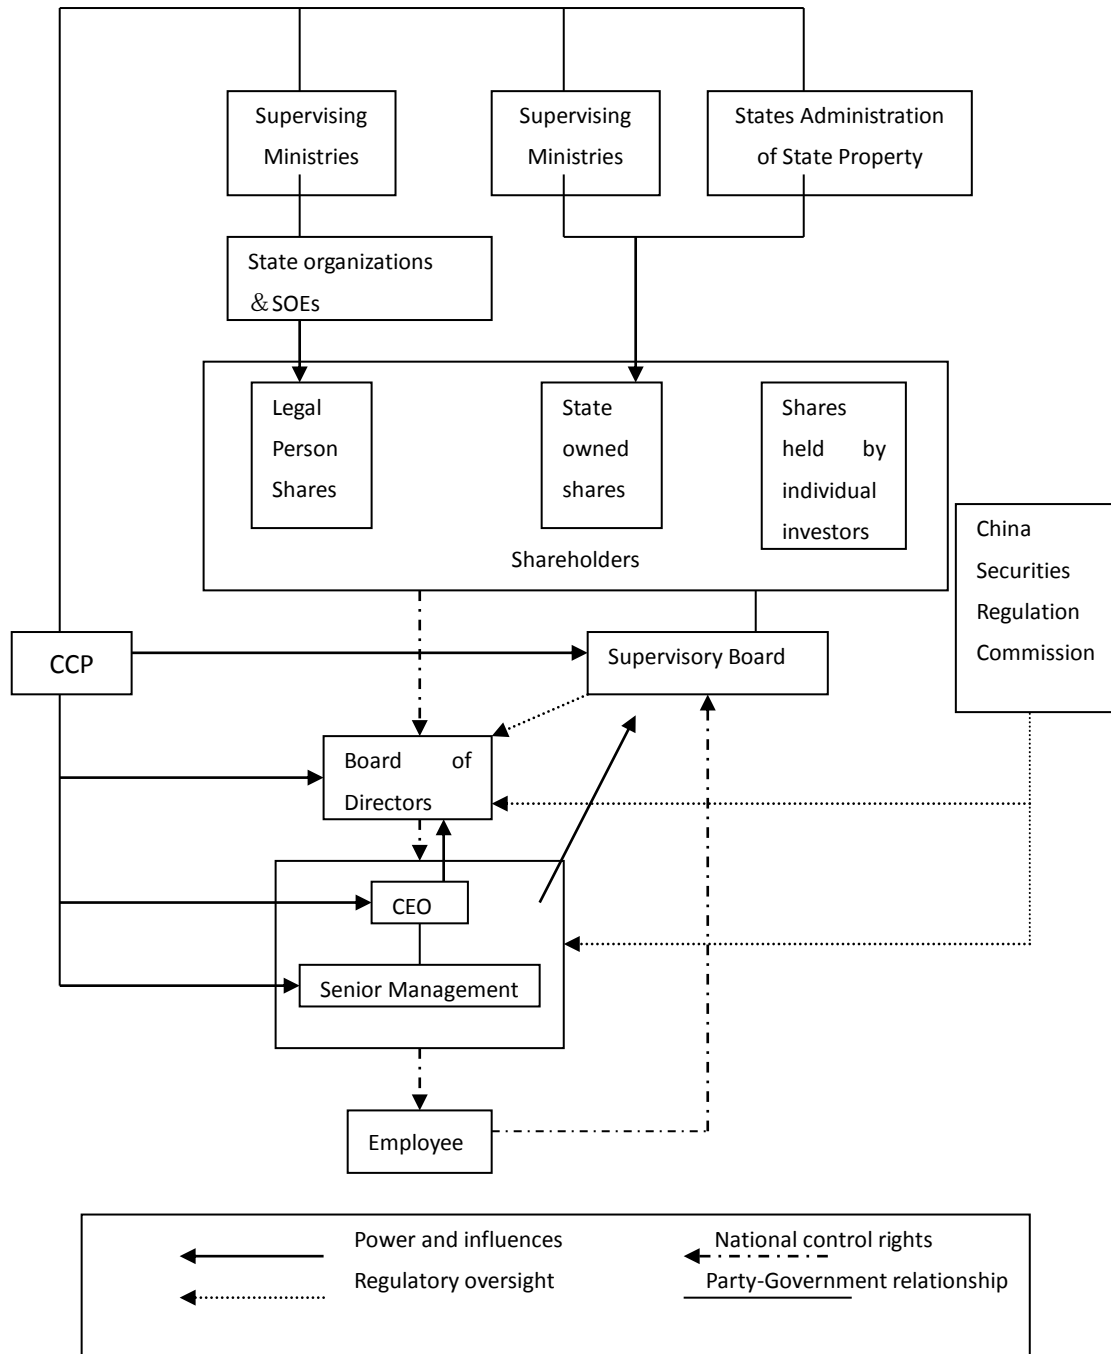 Supervising
Ministries
Supervising
Ministries
States Administration
of State Property
State organizations
& SOEs
Legal
Person
Shares
State
owned
shares
Shares
held by
individual
investors
Shareholders
China
Securities
Regulation
Commission
CCP
Supervisory Board
Board of
Directors
CEO
Senior Management
Employee
Power and influences
National control rights
Regulatory oversight
Party-Government relationship